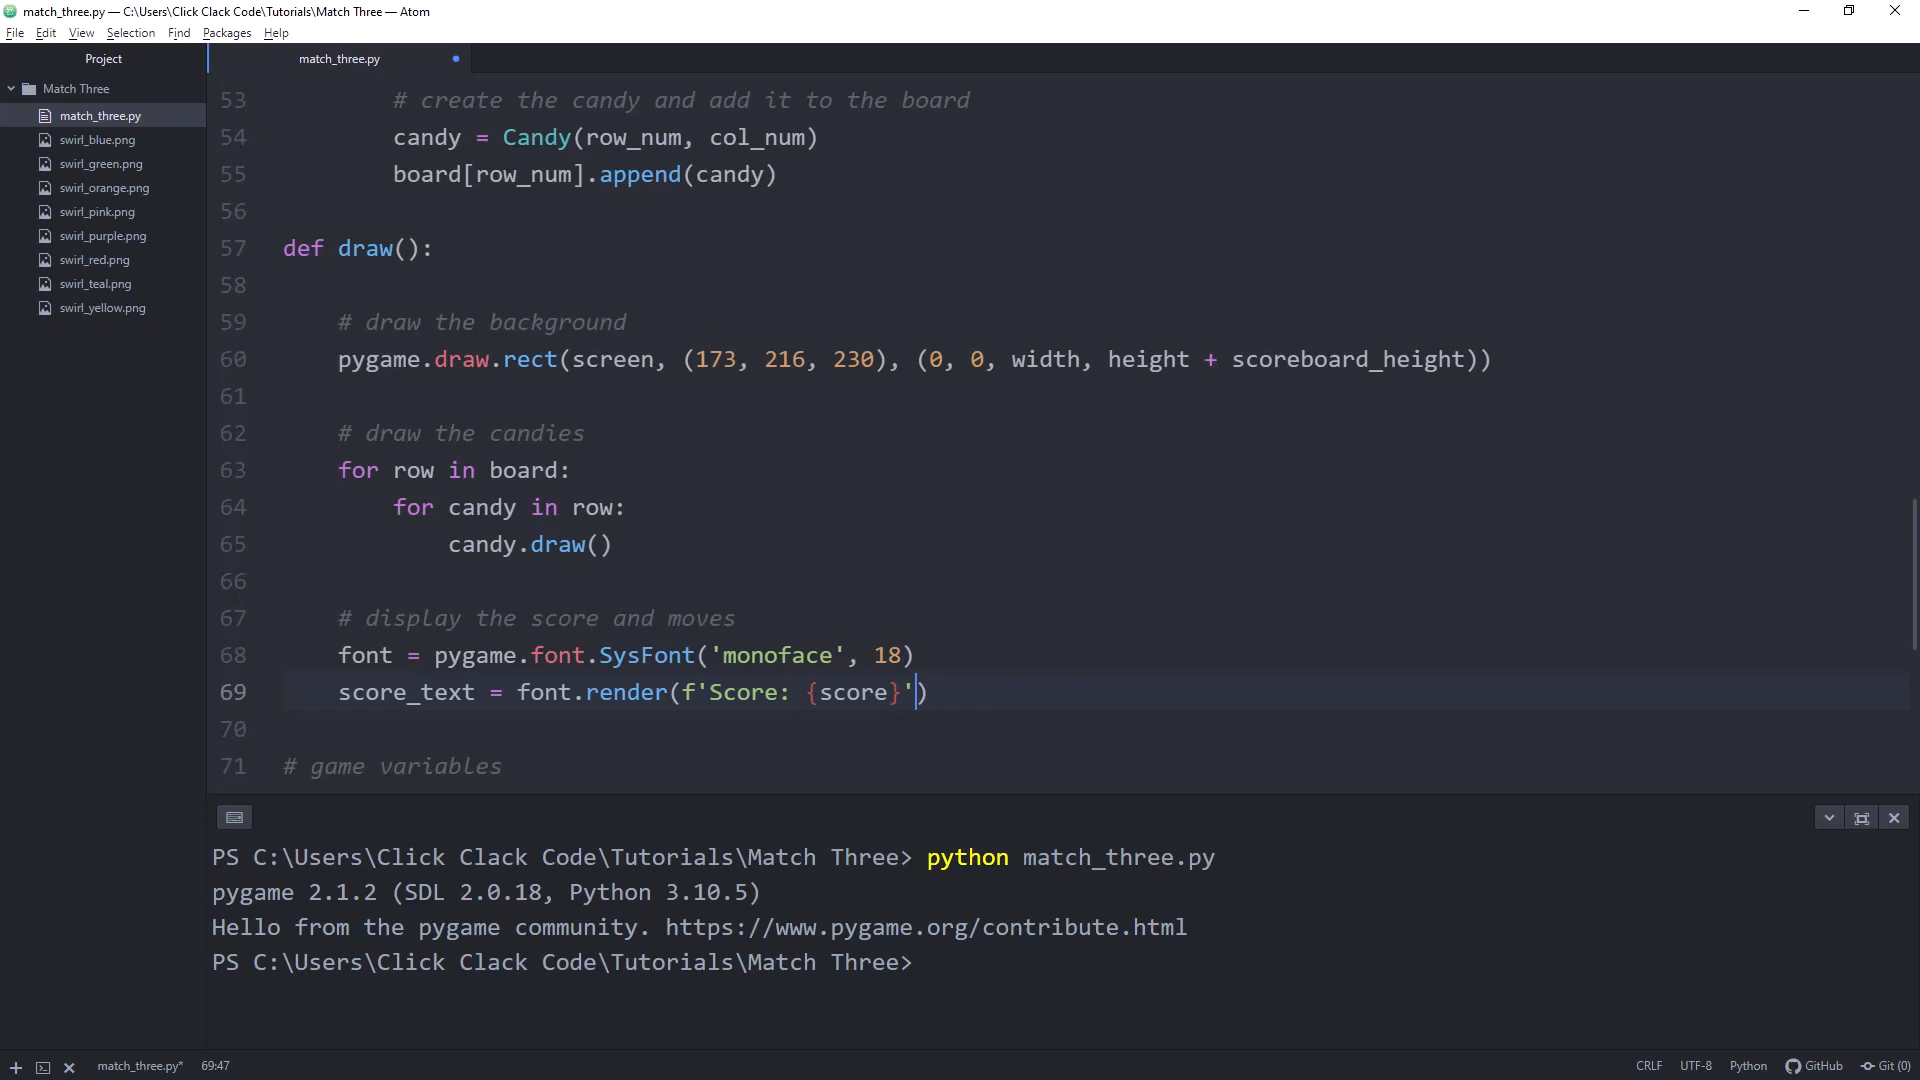 match_three.py — C:\Users\Click Clack Code\Tutorials\Match Three — Atom
File Edit View Selection Find Packages Help
Project
Match Three
match_three.py
swirl_blue.png
swirl_green.png
swirl_orange.png
swirl_pink.png
swirl_purple.png
swirl_red.png
swirl_teal.png
swirl_yellow.png
match_three.py
53 # create the candy and add it to the board
54 candy = Candy(row_num, col_num)
55 board[row_num].append(candy)
56
57 def draw():
58
59 # draw the background
60 pygame.draw.rect(screen, (173, 216, 230), (0, 0, width, height + scoreboard_height))
61
62 # draw the candies
63 for row in board:
64 for candy in row:
65 candy.draw()
66
67 # display the score and moves
68 font = pygame.font.SysFont('monoface', 18)
69 score_text = font.render(f'Score: {score}')
70
71 # game variables
PS C:\Users\Click Clack Code\Tutorials\Match Three> python match_three.py
pygame 2.1.2 (SDL 2.0.18, Python 3.10.5)
Hello from the pygame community. https://www.pygame.org/contribute.html
PS C:\Users\Click Clack Code\Tutorials\Match Three>
match_three.py* 69:47 CRLF UTF-8 Python GitHub Git (0)